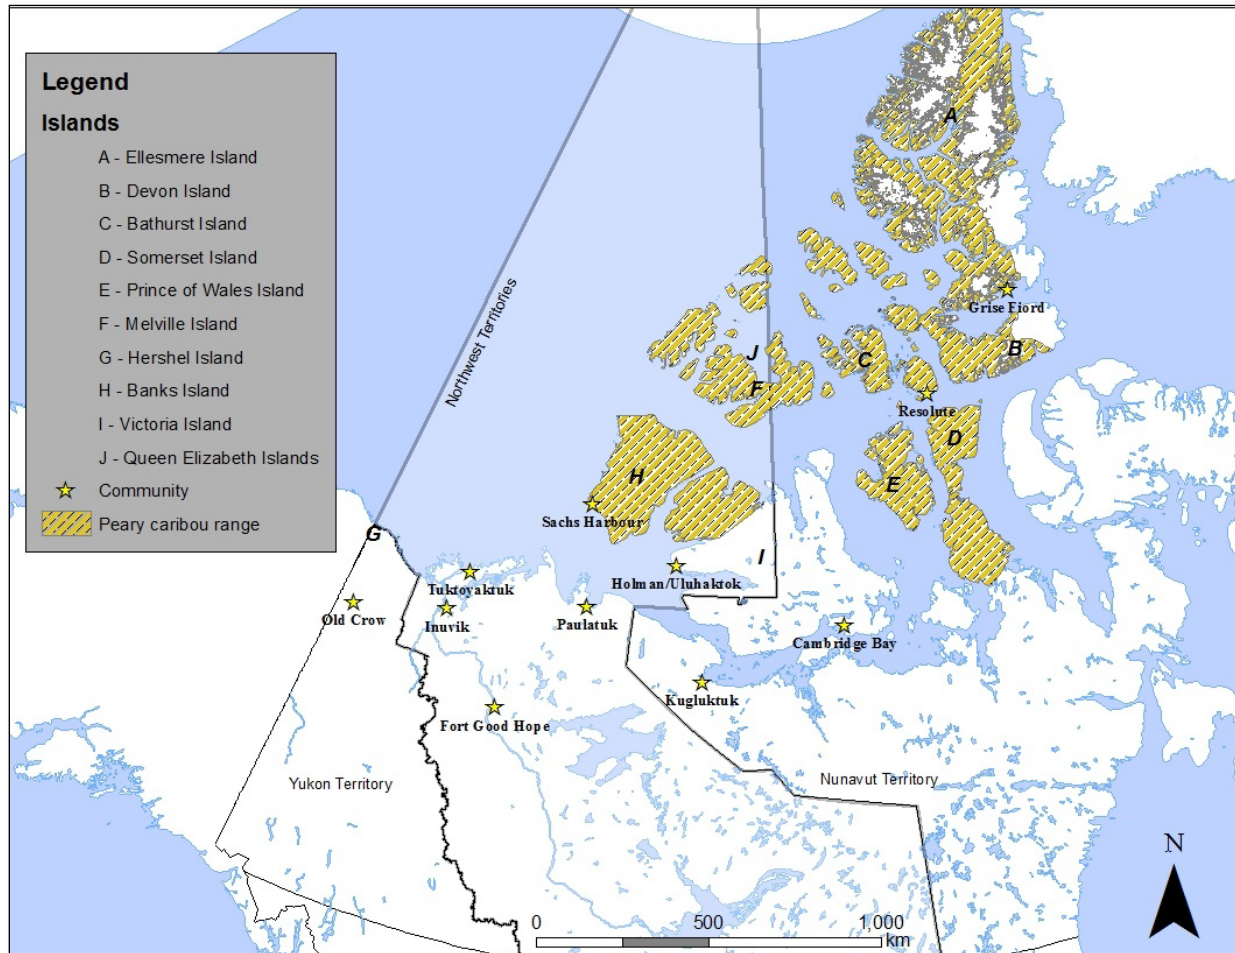 Legend
Islands
A - Ellesmere Island
B - Devon Island
C - Bathurst Island
D - Somerset Island
E - Prince of Wales Island
F - Melville Island
G - Hershel Island
H - Banks Island
I - Victoria Island
J - Queen Elizabeth Islands
Community
Peary caribou range
Northwest Territories
A
Grise Fiord
B
J
C
F
Resolute
D
H
E
Sachs Harbour
G
I
Holman/Uluhaktok
Tuktoyaktuk
Old Crow
Inuvik
Paulatuk
Cambridge Bay
Kugluktuk
Fort Good Hope
Yukon Territory
Nunavut Territory
N
0 500 1,000
km